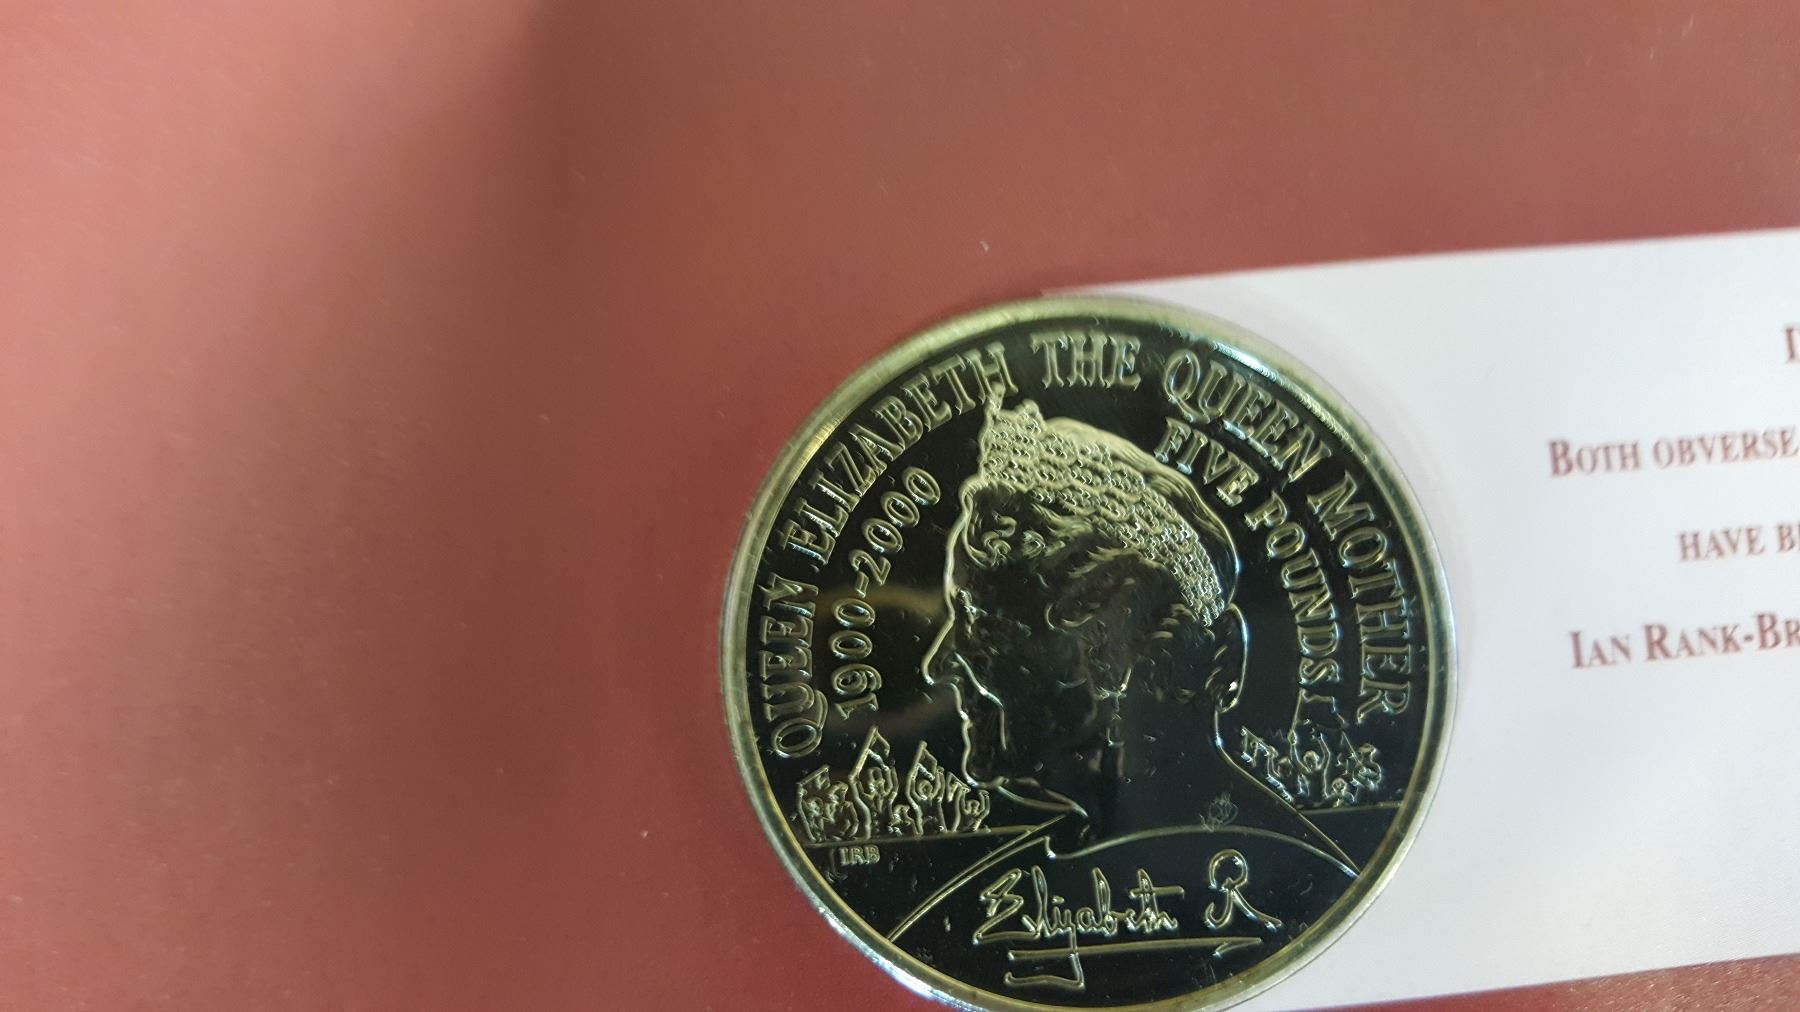 QUEEN ELIZABETH THE QUEEN MOTHER
1900-2000
FIVE POUNDS
IRB
Elizabeth R
BOTH OBVERSE
HAVE
IAN RANK-BR